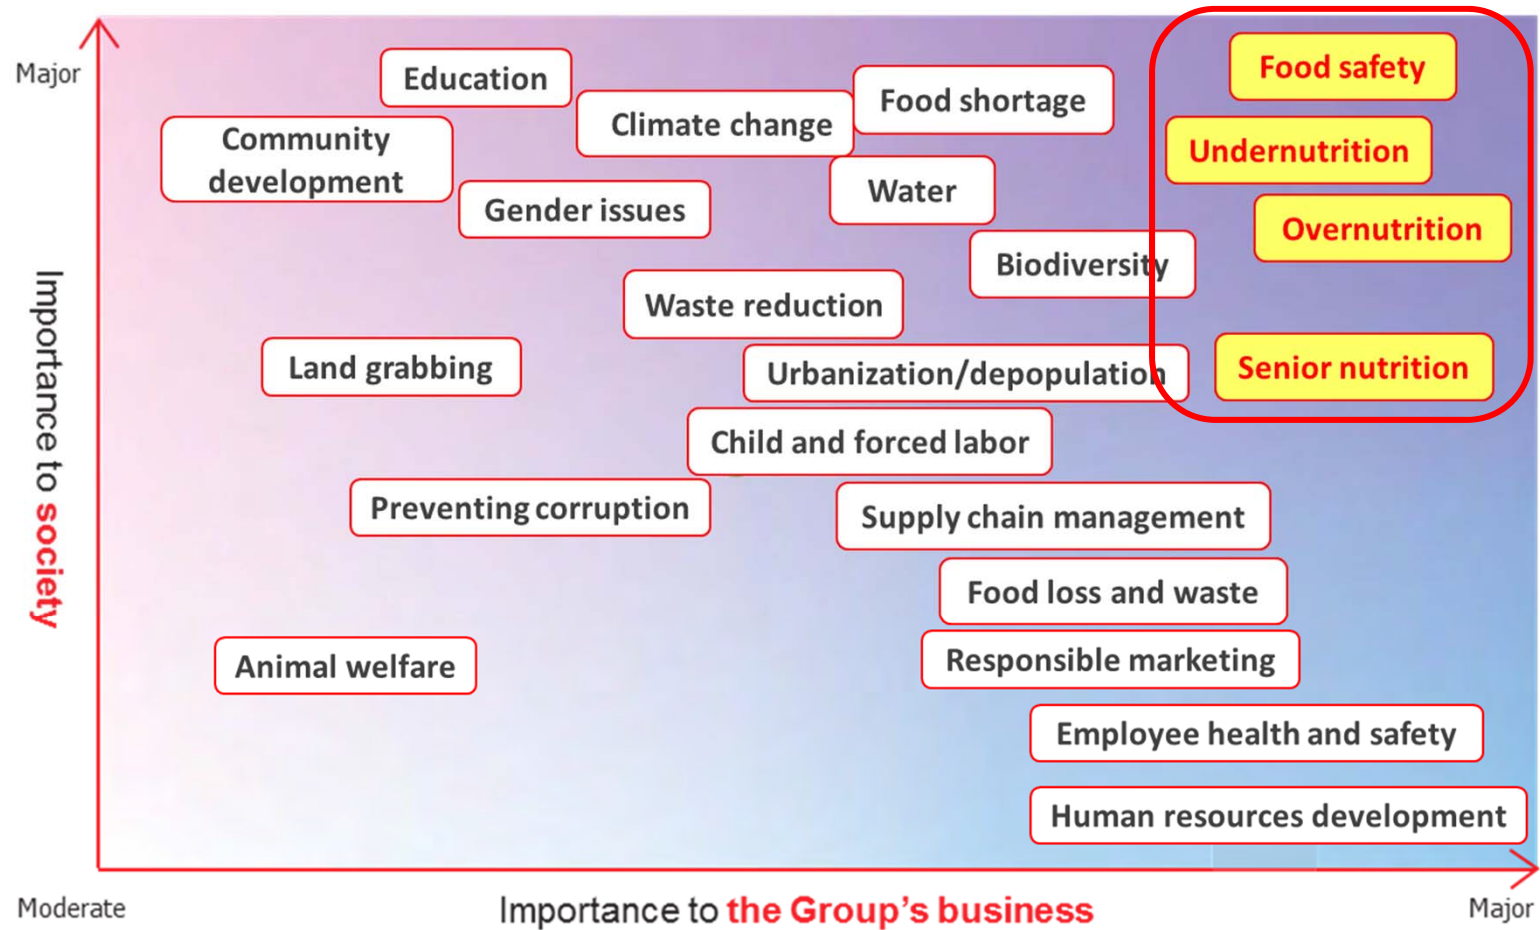 Major
Education
Food safety
Food shortage
Climate change
Community
development
Undernutrition
Water
Gender issues
Overnutrition
Biodiversity
Waste reduction
Land grabbing
Urbanization/depopulation
Senior nutrition
Child and forced labor
Preventing corruption
Supply chain management
Food loss and waste
Responsible marketing
Animal welfare
Employee health and safety
Human resources development
Importance to society
Moderate
Importance to the Group's business
Major